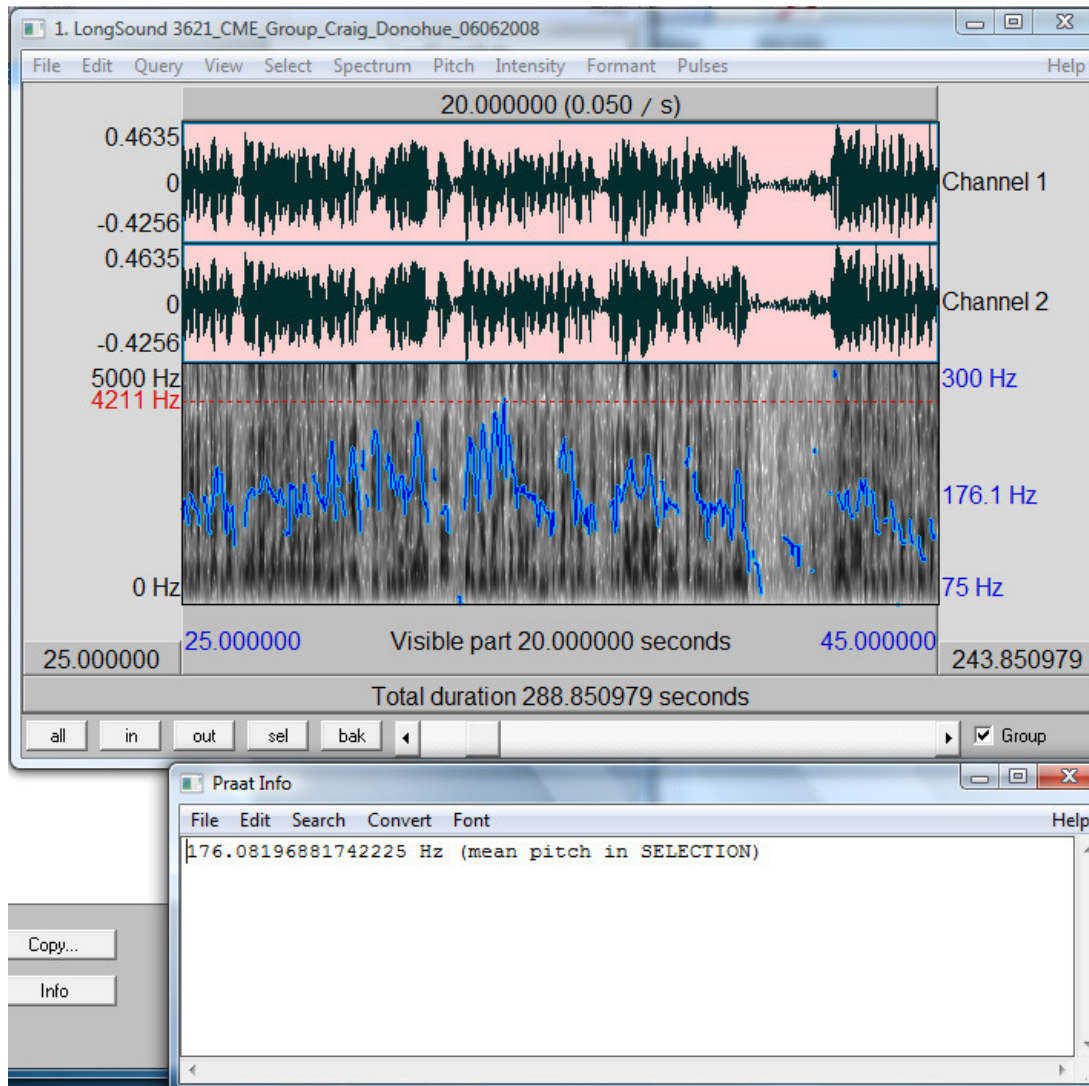 1. LongSound 3621_CME_Group_Craig_Donohue_06062008
File Edit Query View Select Spectrum Pitch Intensity Formant Pulses Help
20.000000 (0.050 / s)
0.4635
0
-0.4256
Channel 1
0.4635
0
-0.4256
Channel 2
5000 Hz
4211 Hz
0 Hz
300 Hz
176.1 Hz
75 Hz
25.000000 25.000000 Visible part 20.000000 seconds 45.000000 243.850979
Total duration 288.850979 seconds
all in out sel bak Group
Praat Info
File Edit Search Convert Font Help
176.08196881742225 Hz (mean pitch in SELECTION)
Copy...
Info